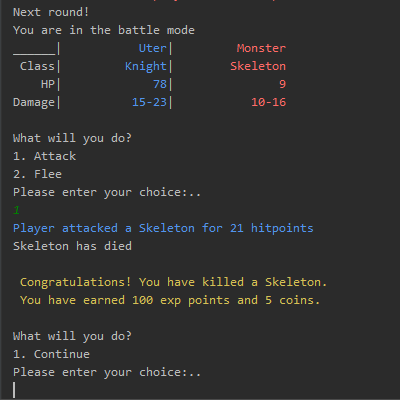 Next round!
You are in the battle mode
______| Uter| Monster
Class| Knight| Skeleton
HP| 78| 9
Damage| 15-23| 10-16
What will you do?
1. Attack
2. Flee
Please enter your choice:..
1
Player attacked a Skeleton for 21 hitpoints
Skeleton has died
Congratulations! You have killed a Skeleton.
You have earned 100 exp points and 5 coins.
What will you do?
1. Continue
Please enter your choice:..